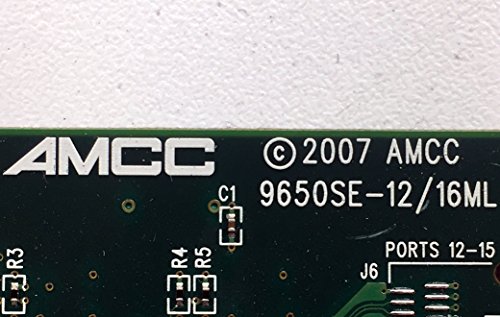 AMCC
© 2007 AMCC
9650SE-12/16ML
C1
PORTS 12-15
R3
R4
R5
J6